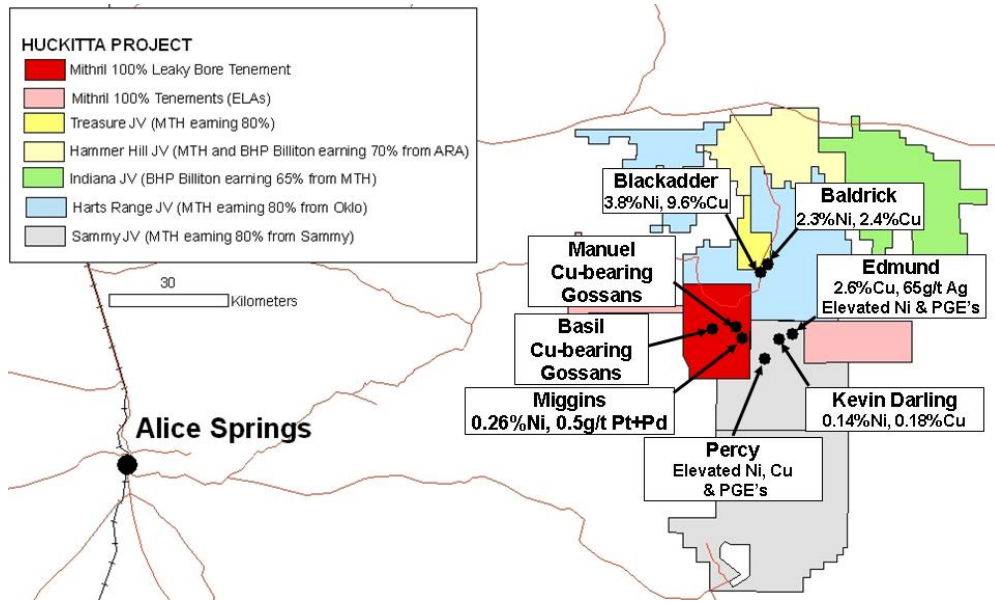 HUCKITTA PROJECT
Mithril 100% Leaky Bore Tenement
Mithril 100% Tenements (ELAs)
Treasure JV (MTH earning 80%)
Hammer Hill JV (MTH and BHP Billiton earning 70% from ARA)
Indiana JV (BHP Billiton earning 65% from MTH)
Harts Range JV (MTH earning 80% from Oklo)
Sammy JV (MTH earning 80% from Sammy)
30
Kilometers
Alice Springs
Blackadder
3.8%Ni, 9.6%Cu
Baldrick
2.3%Ni, 2.4%Cu
Manuel
Cu-bearing
Gossans
Edmund
2.6%Cu, 65g/t Ag
Elevated Ni & PGE's
Basil
Cu-bearing
Gossans
Miggins
0.26%Ni, 0.5g/t Pt+Pd
Kevin Darling
0.14%Ni, 0.18%Cu
Percy
Elevated Ni, Cu
& PGE's